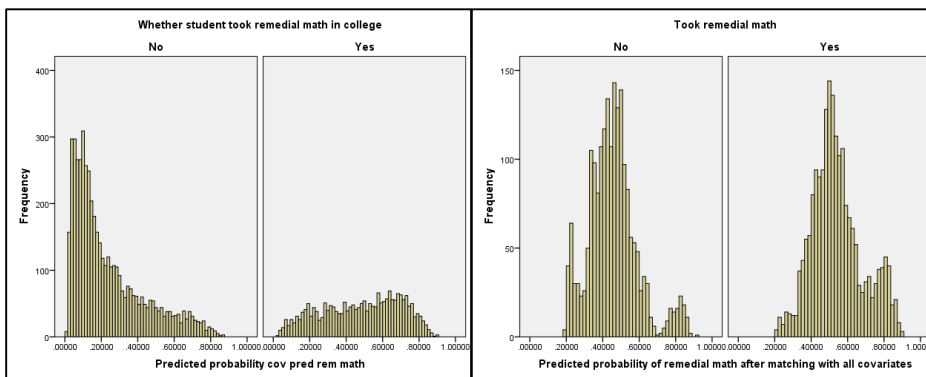 Whether student took remedial math in college
No
Yes
Frequency
400
300
200
100
0
.00000 .20000 .40000 .60000 .80000 1.00000
.00000 .20000 .40000 .60000 .80000 1.00000
Predicted probability cov pred rem math
Took remedial math
No
Yes
Frequency
150
100
50
0
.00000 .20000 .40000 .60000 .80000 1.00000
.00000 .20000 .40000 .60000 .80000 1.00000
Predicted probability of remedial math after matching with all covariates